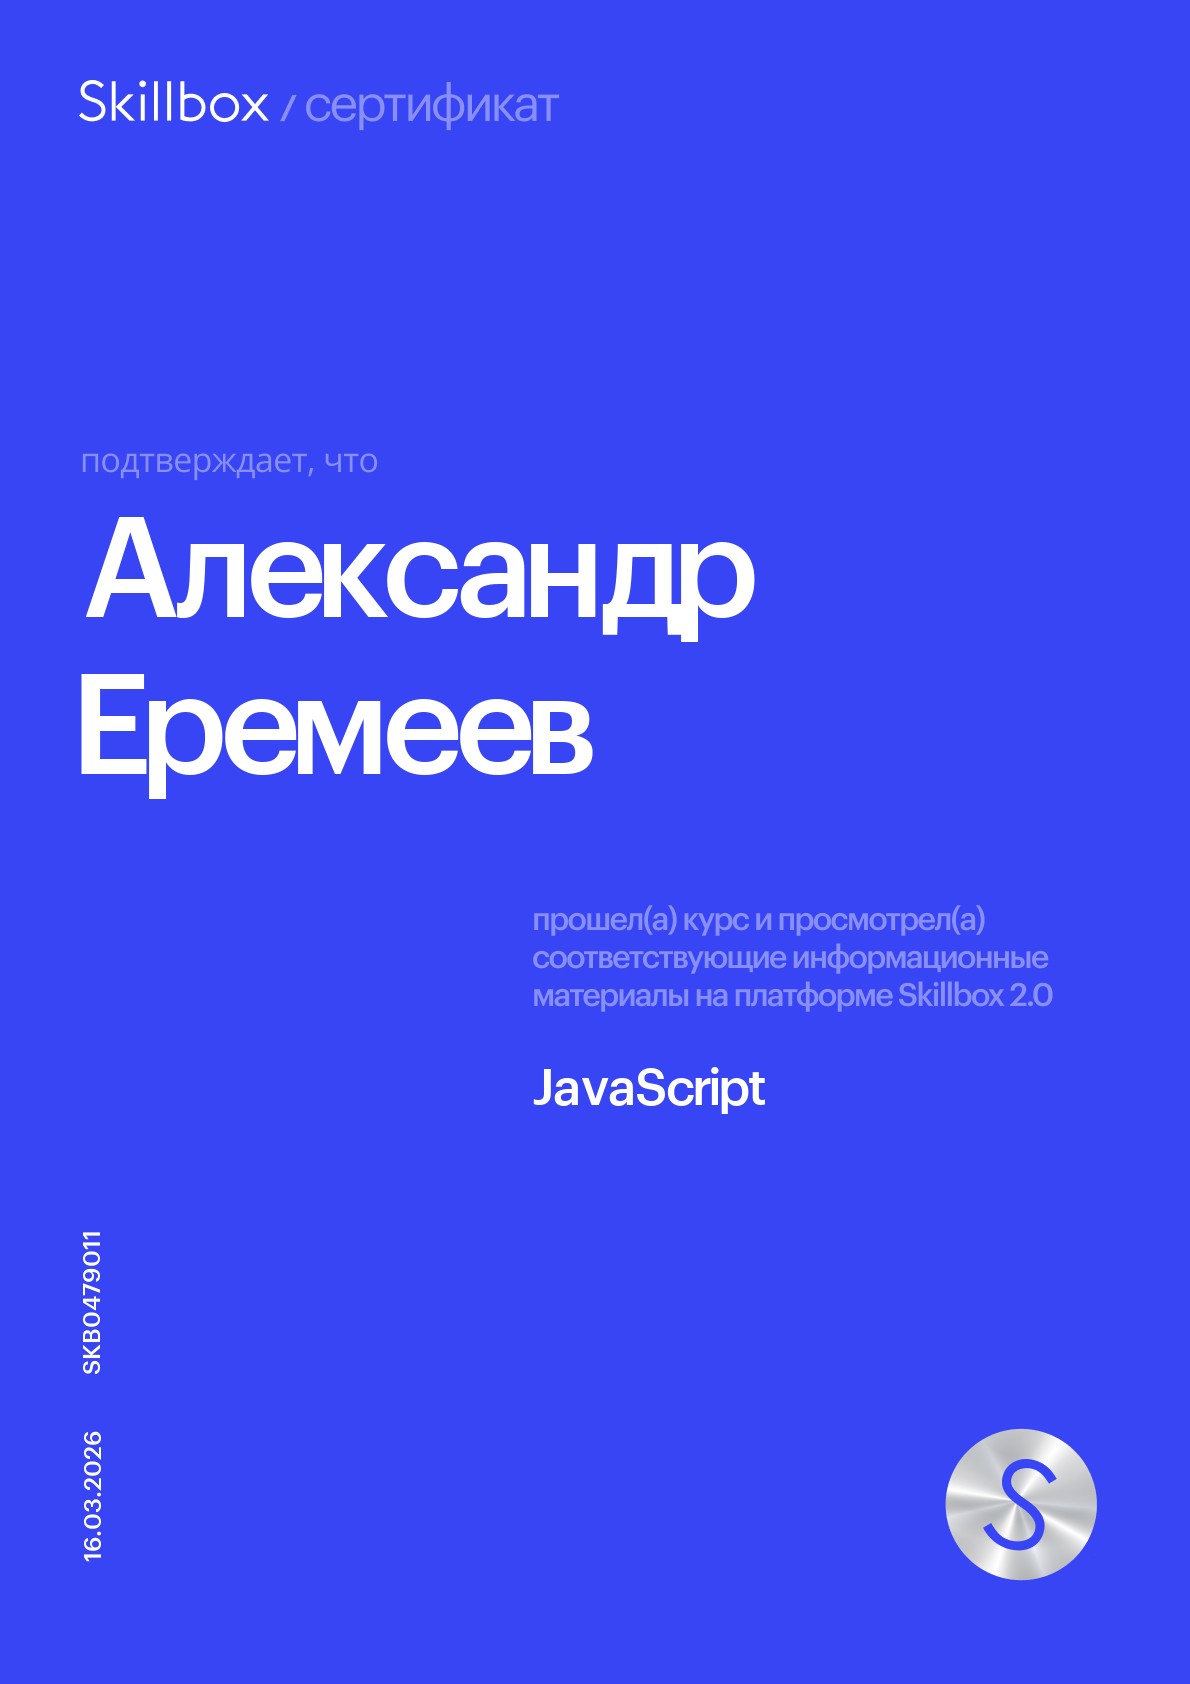 Skillbox / сертификат
подтверждает, что
Александр
Еремеев
прошел(а) курс и просмотрел(а)
соответствующие информационные
материалы на платформе Skillbox 2.0
JavaScript
SKB0479011
16.03.2026
S